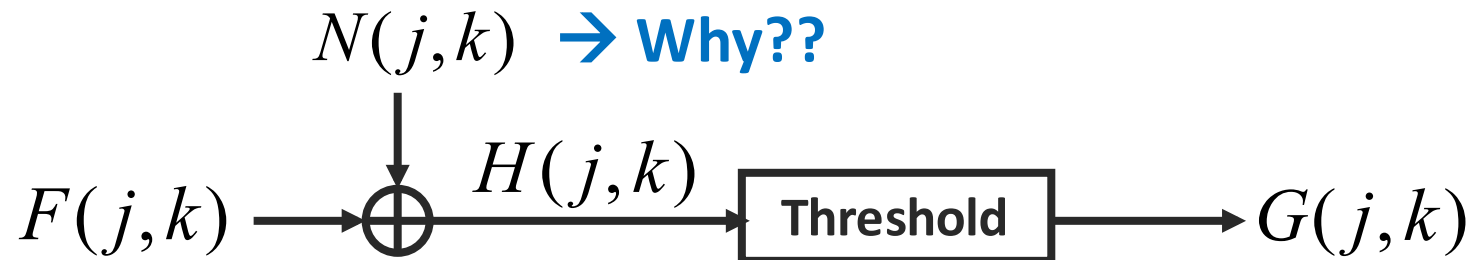 N(j,k) → Why??
H(j,k)
F(j,k)
Threshold
G(j,k)